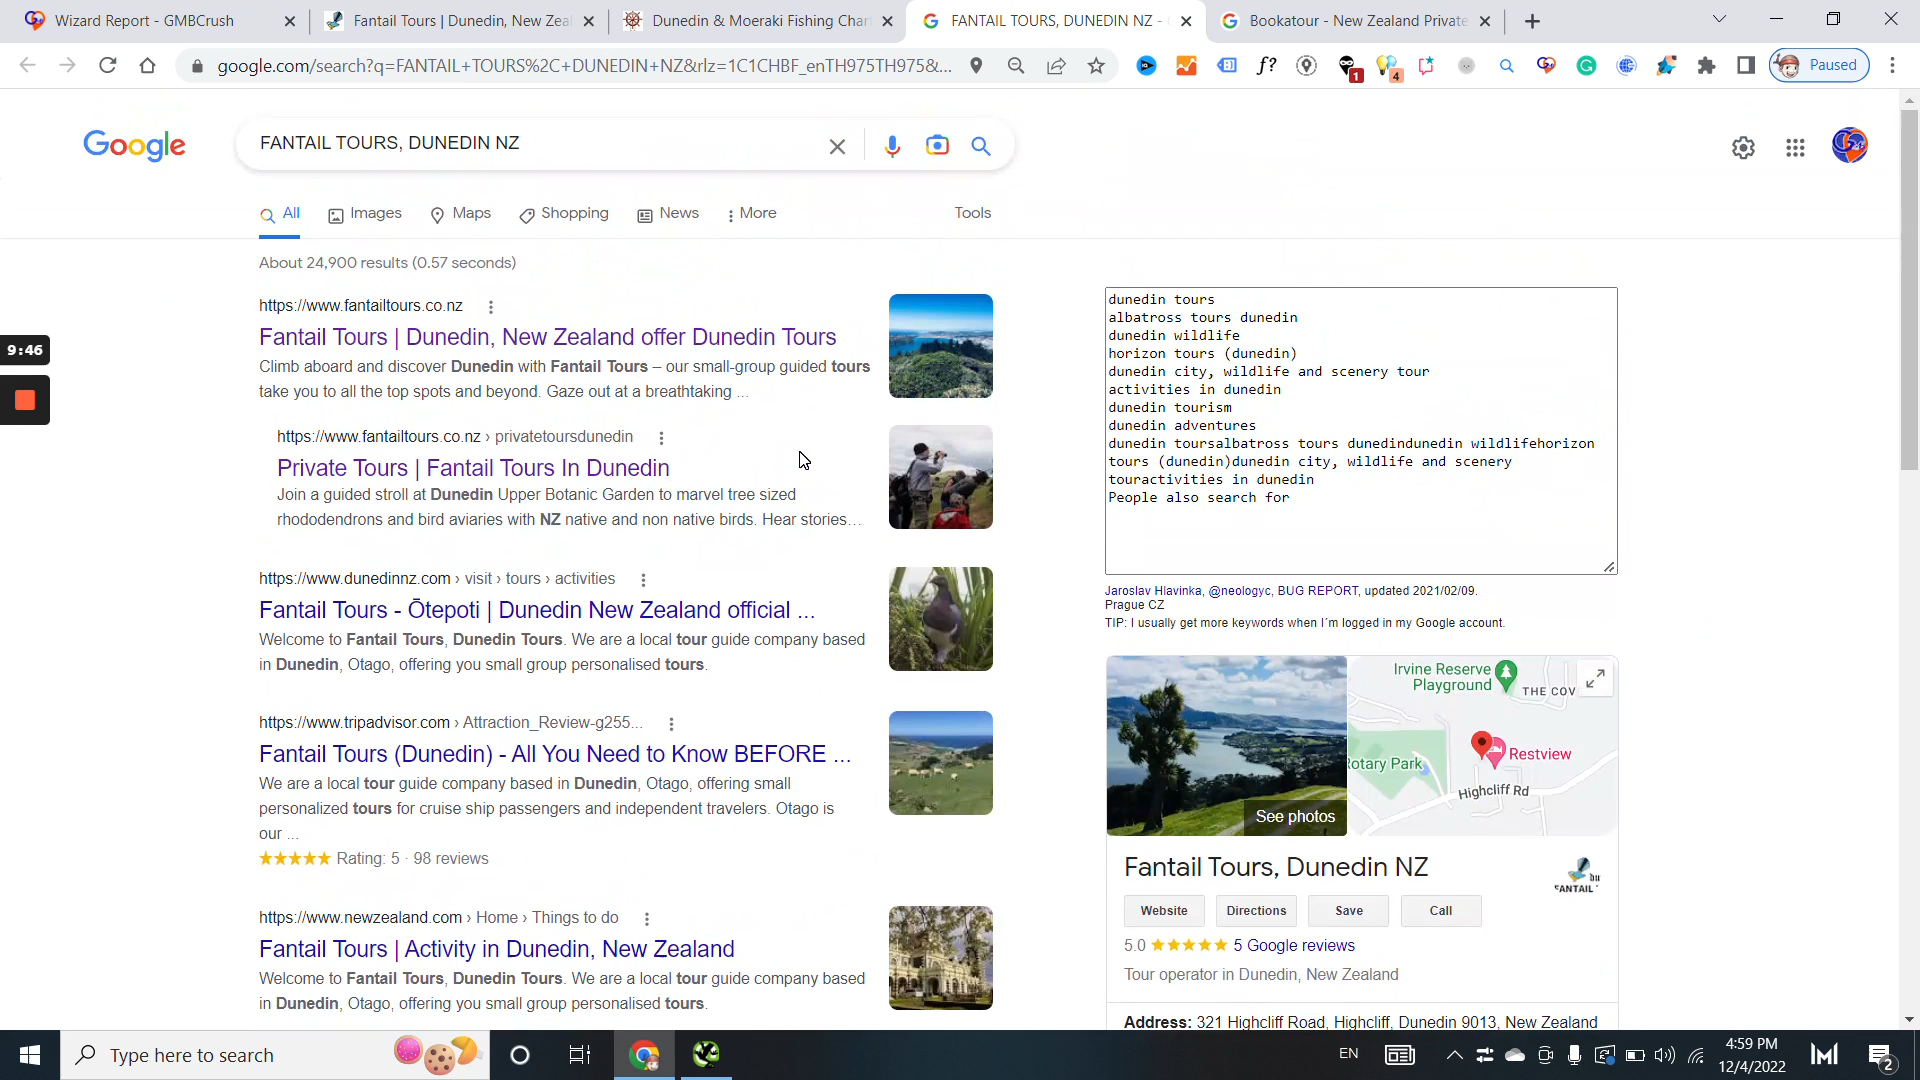 Wizard Report - GMBCrush
Fantail Tours | Dunedin, New Zeal
Dunedin & Moeraki Fishing Char
FANTAIL TOURS, DUNEDIN NZ -
Bookatour - New Zealand Private
google.com/search?q=FANTAIL+TOURS%2C+DUNEDIN+NZ&rlz=1C1CHBF_enTH975TH975&...
f?
1
4
Paused
Google
FANTAIL TOURS, DUNEDIN NZ
All
Images
Maps
Shopping
News
More
Tools
About 24,900 results (0.57 seconds)
9:46
https://www.fantailtours.co.nz
Fantail Tours | Dunedin, New Zealand offer Dunedin Tours
Climb aboard and discover Dunedin with Fantail Tours – our small-group guided tours
take you to all the top spots and beyond. Gaze out at a breathtaking ...
https://www.fantailtours.co.nz › privatetoursdunedin
Private Tours | Fantail Tours In Dunedin
Join a guided stroll at Dunedin Upper Botanic Garden to marvel tree sized
rhododendrons and bird aviaries with NZ native and non native birds. Hear stories...
https://www.dunedinnz.com › visit › tours › activities
Fantail Tours - Ōtepoti | Dunedin New Zealand official ...
Welcome to Fantail Tours, Dunedin Tours. We are a local tour guide company based
in Dunedin, Otago, offering you small group personalised tours.
https://www.tripadvisor.com › Attraction_Review-g255...
Fantail Tours (Dunedin) - All You Need to Know BEFORE ...
We are a local tour guide company based in Dunedin, Otago, offering small
personalized tours for cruise ship passengers and independent travelers. Otago is
our ...
Rating: 5 · 98 reviews
https://www.newzealand.com › Home › Things to do
Fantail Tours | Activity in Dunedin, New Zealand
Welcome to Fantail Tours, Dunedin Tours. We are a local tour guide company based
in Dunedin, Otago, offering you small group personalised tours.
dunedin tours
albatross tours dunedin
dunedin wildlife
horizon tours (dunedin)
dunedin city, wildlife and scenery tour
activities in dunedin
dunedin tourism
dunedin adventures
dunedin toursalbatross tours dunedindunedin wildlifehorizon
tours (dunedin)dunedin city, wildlife and scenery
touractivities in dunedin
People also search for
Jaroslav Hlavinka, @neologyc, BUG REPORT, updated 2021/02/09.
Prague CZ
TIP: I usually get more keywords when I´m logged in my Google account.
Irvine Reserve
Playground
THE COV
Restview
Rotary Park
Highcliff Rd
See photos
Fantail Tours, Dunedin NZ
FANTAIL
Website
Directions
Save
Call
5.0
5 Google reviews
Tour operator in Dunedin, New Zealand
Address: 321 Highcliff Road, Highcliff, Dunedin 9013, New Zealand
Type here to search
EN
4:59 PM
12/4/2022
2